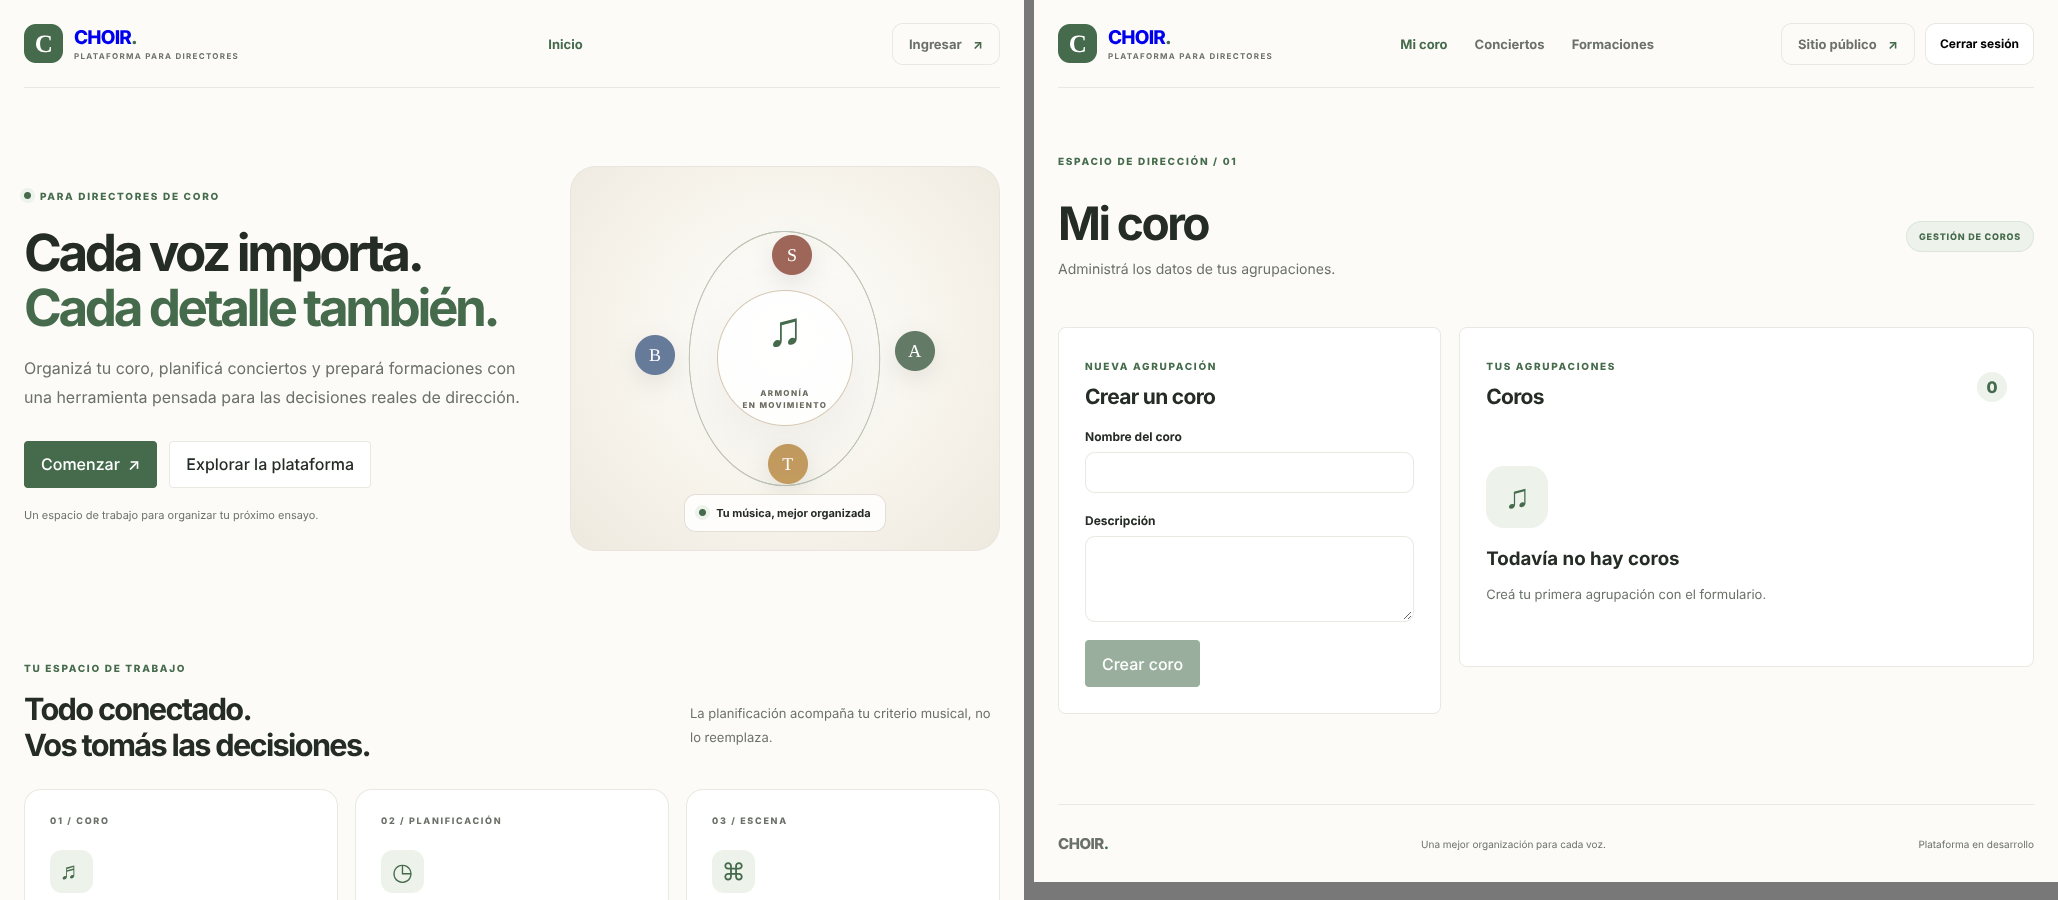 C
CHOIR.
PLATAFORMA PARA DIRECTORES
Inicio
Ingresar ↗
PARA DIRECTORES DE CORO
Cada voz importa.
Cada detalle también.
Organizá tu coro, planificá conciertos y prepará formaciones con
una herramienta pensada para las decisiones reales de dirección.
Comenzar ↗
Explorar la plataforma
Un espacio de trabajo para organizar tu próximo ensayo.
S
B
A
♫
ARMONÍA
EN MOVIMIENTO
T
Tu música, mejor organizada
TU ESPACIO DE TRABAJO
Todo conectado.
Vos tomás las decisiones.
La planificación acompaña tu criterio musical, no
lo reemplaza.
01 / CORO
♬
02 / PLANIFICACIÓN
◷
03 / ESCENA
⌘
C
CHOIR.
PLATAFORMA PARA DIRECTORES
Mi coro
Conciertos
Formaciones
Sitio público ↗
Cerrar sesión
ESPACIO DE DIRECCIÓN / 01
Mi coro
Administrá los datos de tus agrupaciones.
GESTIÓN DE COROS
NUEVA AGRUPACIÓN
Crear un coro
Nombre del coro
Descripción
Crear coro
TUS AGRUPACIONES
Coros
0
♫
Todavía no hay coros
Creá tu primera agrupación con el formulario.
CHOIR.
Una mejor organización para cada voz.
Plataforma en desarrollo